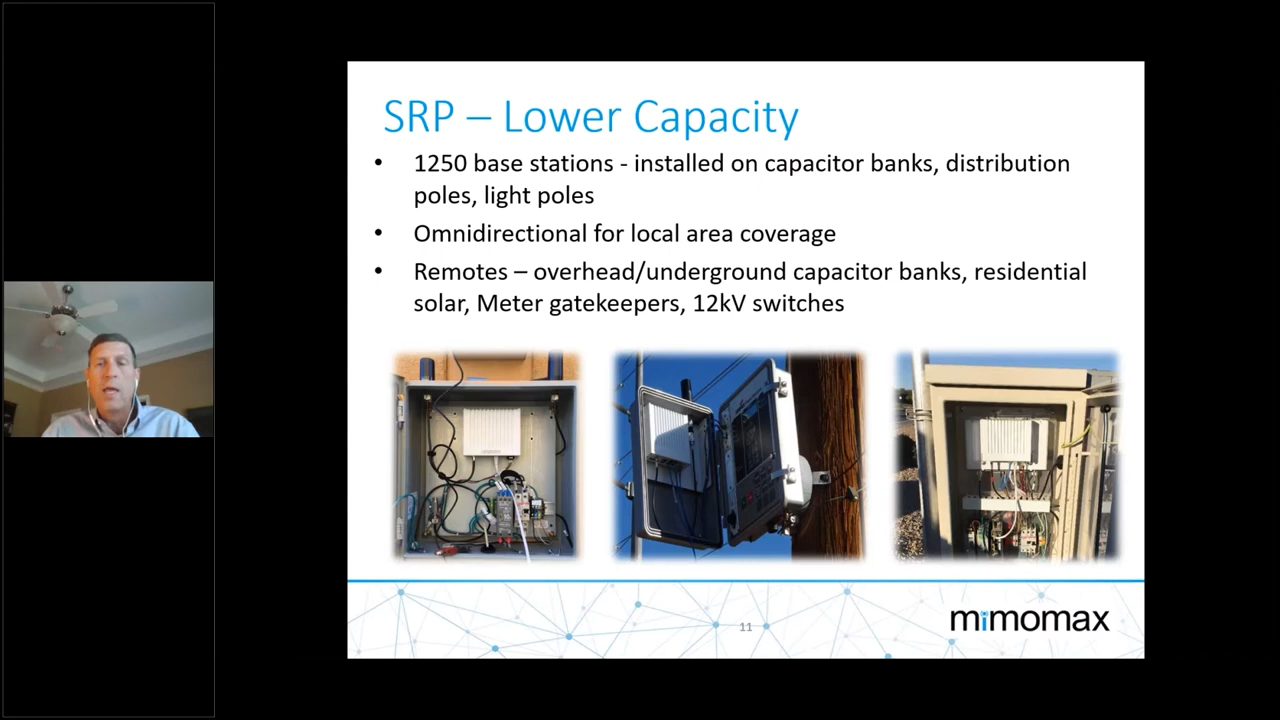 SRP – Lower Capacity
• 1250 base stations - installed on capacitor banks, distribution
poles, light poles
• Omnidirectional for local area coverage
• Remotes – overhead/underground capacitor banks, residential
solar, Meter gatekeepers, 12kV switches
11
mimomax